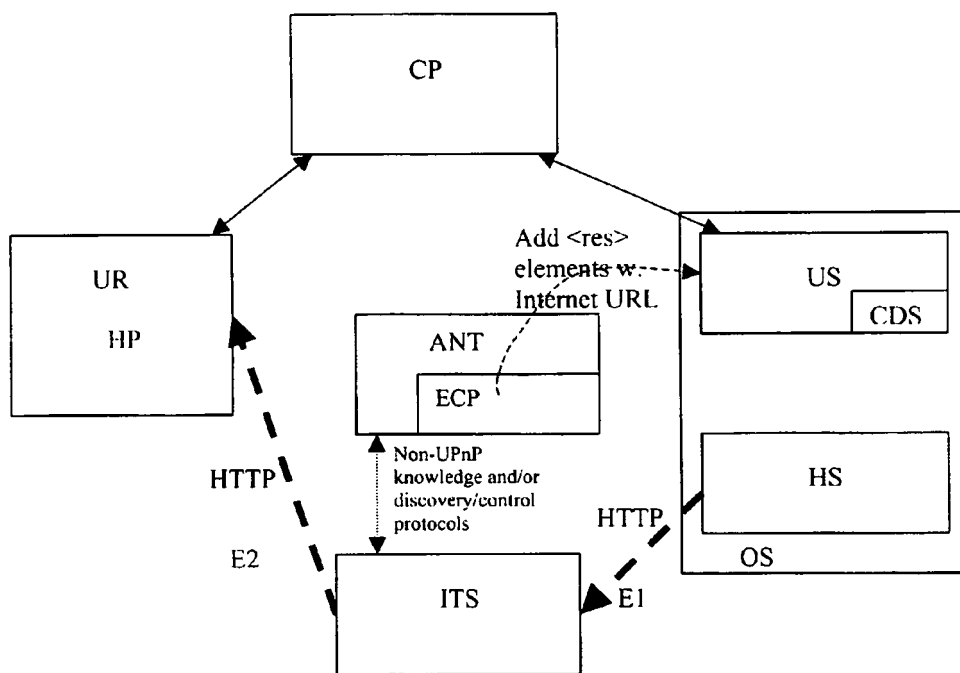 CP
UR
HP
Add <res>
elements w.
Internet URL
US
CDS
ANT
ECP
Non-UPnP
knowledge and/or
discovery/control
protocols
HTTP
HTTP
HS
E2
ITS
E1
OS